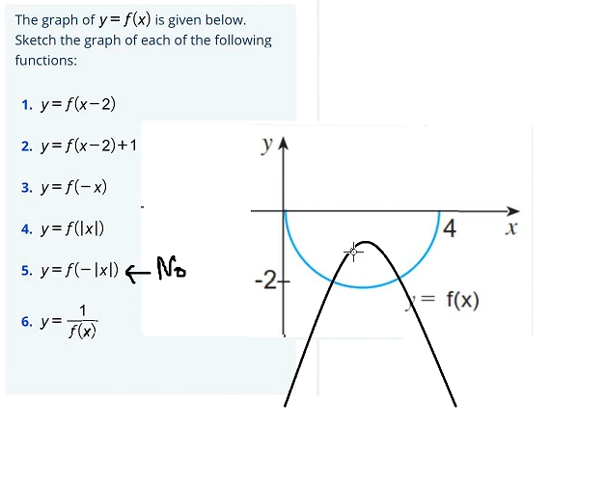 The graph of y = f(x) is given below.
Sketch the graph of each of the following
functions:
1. y = f(x−2)
2. y = f(x−2)+1
3. y = f(−x)
4. y = f(|x|)
5. y = f(−|x|) ← No
6. y = 1/f(x)
y
4
x
-2
y = f(x)